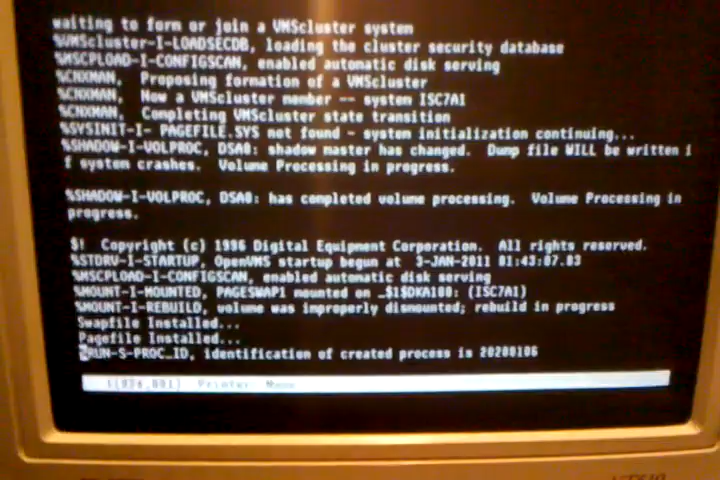 waiting to form or join a VMScluster system
%VMScluster-I-LOADSECDB, loading the cluster security database
%MSCPLOAD-I-CONFIGSCAN, enabled automatic disk serving
%CNXMAN,  Proposing formation of a VMScluster
%CNXMAN,  Now a VMScluster member -- system ISC7A1
%CNXMAN,  Completing VMScluster state transition
%SYSINIT-I- PAGEFILE.SYS not found - system initialization continuing...
%SHADOW-I-VOLPROC, DSA0: shadow master has changed.  Dump file WILL be written i
f system crashes.  Volume Processing in progress.
%SHADOW-I-VOLPROC, DSA0: has completed volume processing.  Volume Processing in
progress.
$!  Copyright (c) 1996 Digital Equipment Corporation.  All rights reserved.
%STDRV-I-STARTUP, OpenVMS startup begun at  3-JAN-2011 01:43:07.03
%MSCPLOAD-I-CONFIGSCAN, enabled automatic disk serving
%MOUNT-I-MOUNTED, PAGESWAP1 mounted on _$1$DKA100: (ISC7A1)
%MOUNT-I-REBUILD, volume was improperly dismounted; rebuild in progress
Swapfile Installed...
Pagefile Installed...
%RUN-S-PROC_ID, identification of created process is 20200106
1(024,001)  Printer  None